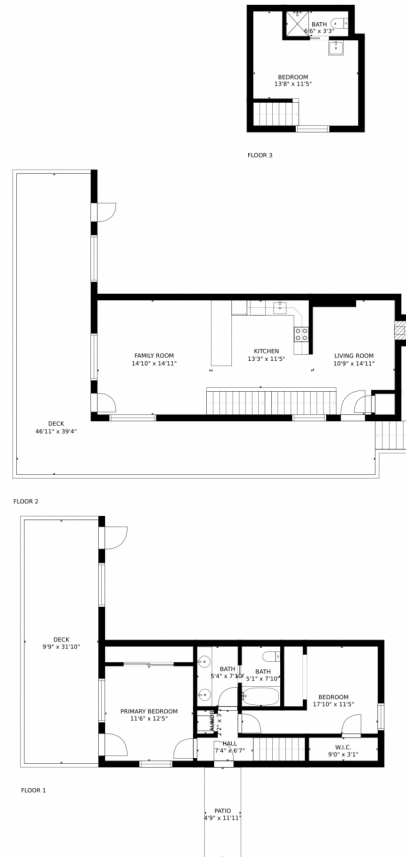 BATH
6'6" x 3'3"
BEDROOM
13'8" x 11'5"
FLOOR 3
FAMILY ROOM
14'10" x 14'11"
KITCHEN
13'3" x 11'5"
LIVING ROOM
10'9" x 14'11"
DECK
46'11" x 39'4"
FLOOR 2
DECK
9'9" x 31'10"
BATH
5'4" x 7'10"
BATH
5'1" x 7'10"
PRIMARY BEDROOM
11'6" x 12'5"
BEDROOM
17'10" x 11'5"
HALL
7'4" x 6'7"
W.I.C.
9'0" x 3'1"
FLOOR 1
PATIO
4'9" x 11'11"